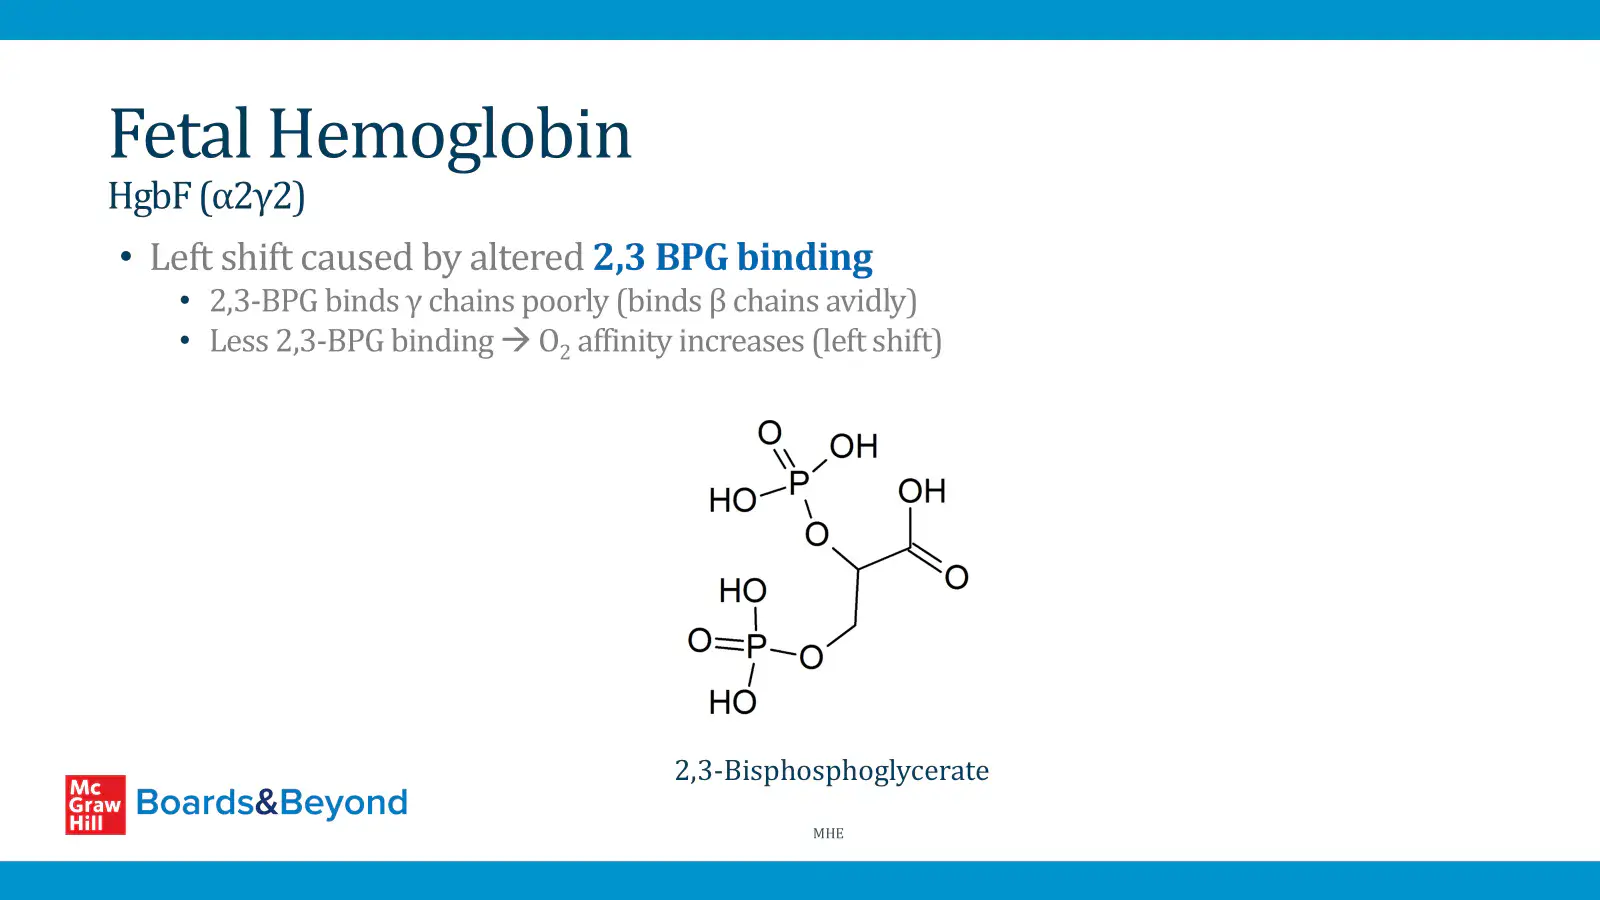 Fetal Hemoglobin
HgbF (α2γ2)
• Left shift caused by altered 2,3 BPG binding
• 2,3-BPG binds γ chains poorly (binds β chains avidly)
• Less 2,3-BPG binding → O₂ affinity increases (left shift)
O
OH
P
HO
OH
O
O
HO
O
P
O
HO
2,3-Bisphosphoglycerate
Mc
Graw
Hill
Boards&Beyond
MHE